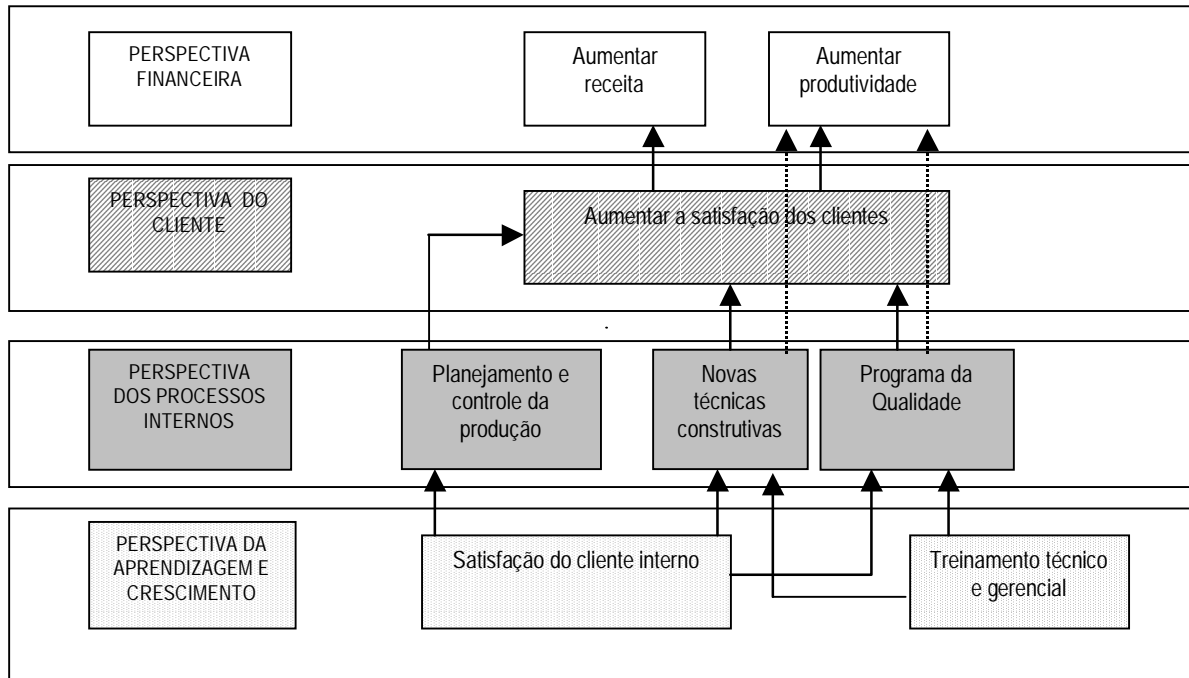 PERSPECTIVA
FINANCEIRA
Aumentar
receita
Aumentar
produtividade
PERSPECTIVA DO
CLIENTE
Aumentar a satisfação dos clientes
PERSPECTIVA
DOS PROCESSOS
INTERNOS
Planejamento e
controle da
produção
Novas
técnicas
construtivas
Programa da
Qualidade
PERSPECTIVA DA
APRENDIZAGEM E
CRESCIMENTO
Satisfação do cliente interno
Treinamento técnico
e gerencial